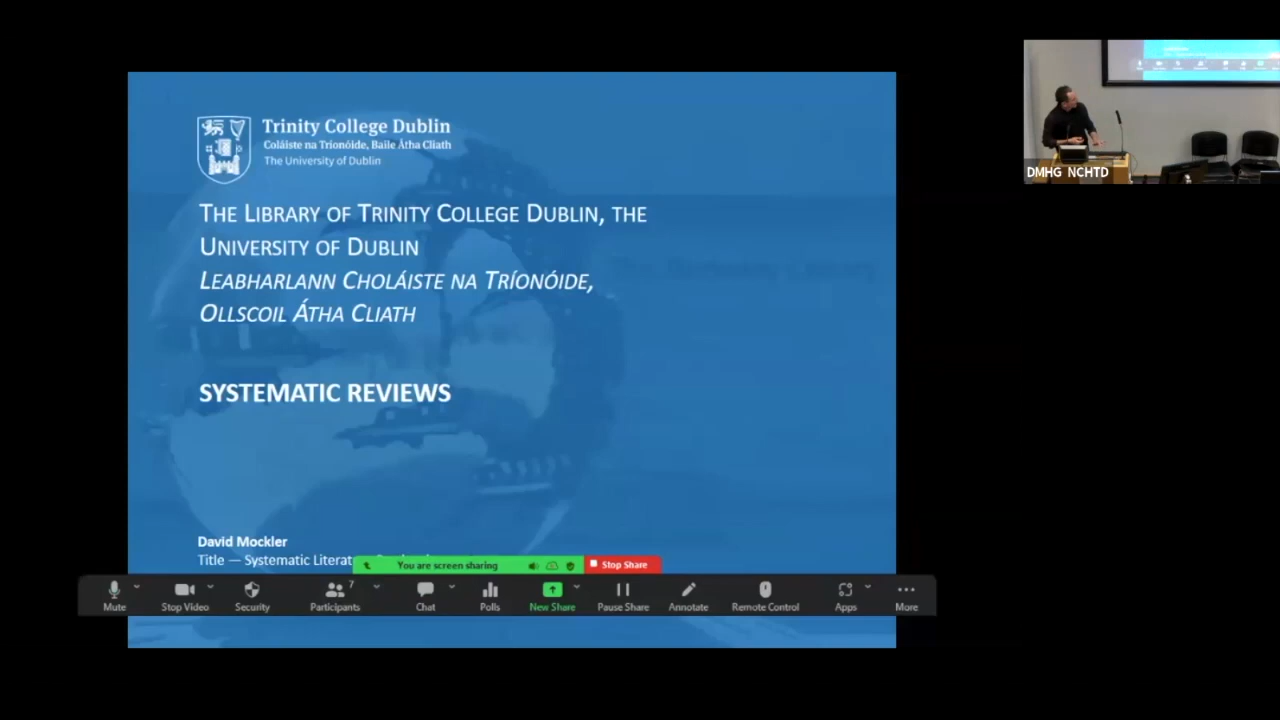 Trinity College Dublin
Coláiste na Tríonóide, Baile Átha Cliath
The University of Dublin
THE LIBRARY OF TRINITY COLLEGE DUBLIN, THE
UNIVERSITY OF DUBLIN
LEABHARLANN CHOLÁISTE NA TRÍONÓIDE,
OLLSCOIL ÁTHA CLIATH
SYSTEMATIC REVIEWS
David Mockler
Title — Systematic
You are screen sharing
Stop Share
Mute
Stop Video
Security
Participants
7
Chat
Polls
New Share
Pause Share
Annotate
Remote Control
Apps
More
DMHG NCHTD